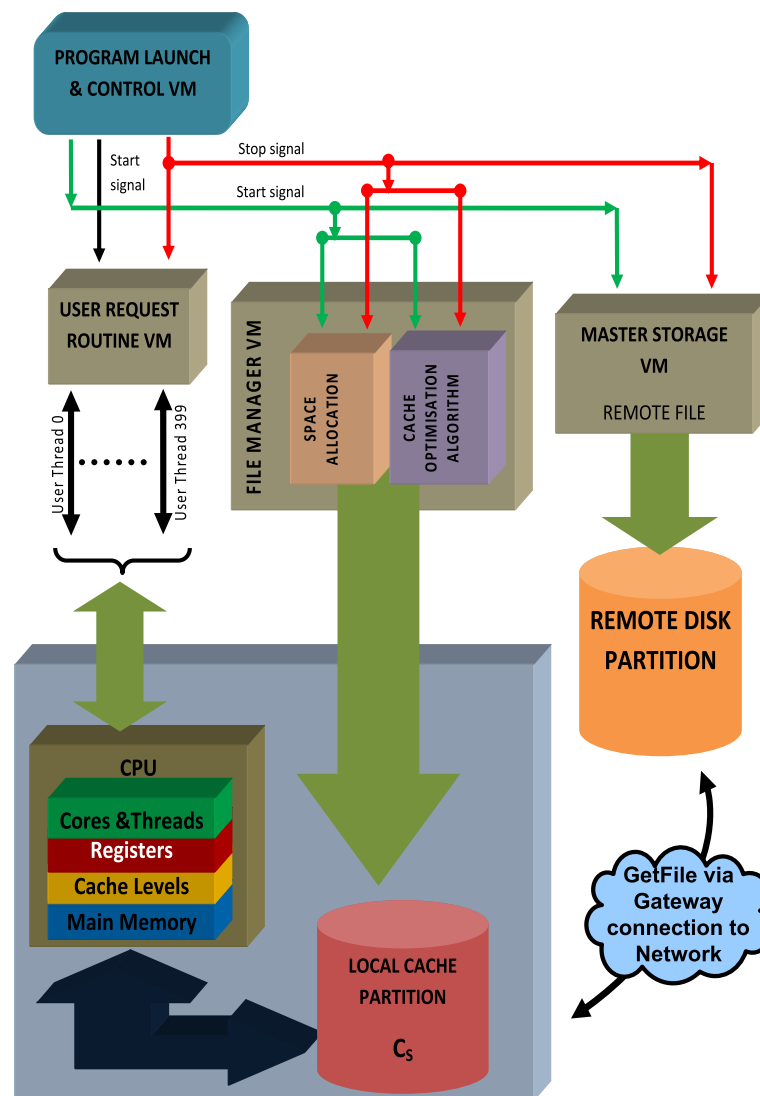 PROGRAM LAUNCH
& CONTROL VM
Start
signal
Stop signal
Start signal
USER REQUEST
ROUTINE VM
FILE MANAGER VM
SPACE
ALLOCATION
CACHE
OPTIMISATION
ALGORITHM
MASTER STORAGE
VM
REMOTE FILE
User Thread 0
User Thread 399
REMOTE DISK
PARTITION
CPU
Cores &Threads
Registers
Cache Levels
Main Memory
LOCAL CACHE
PARTITION
CS
GetFile via
Gateway
connection to
Network